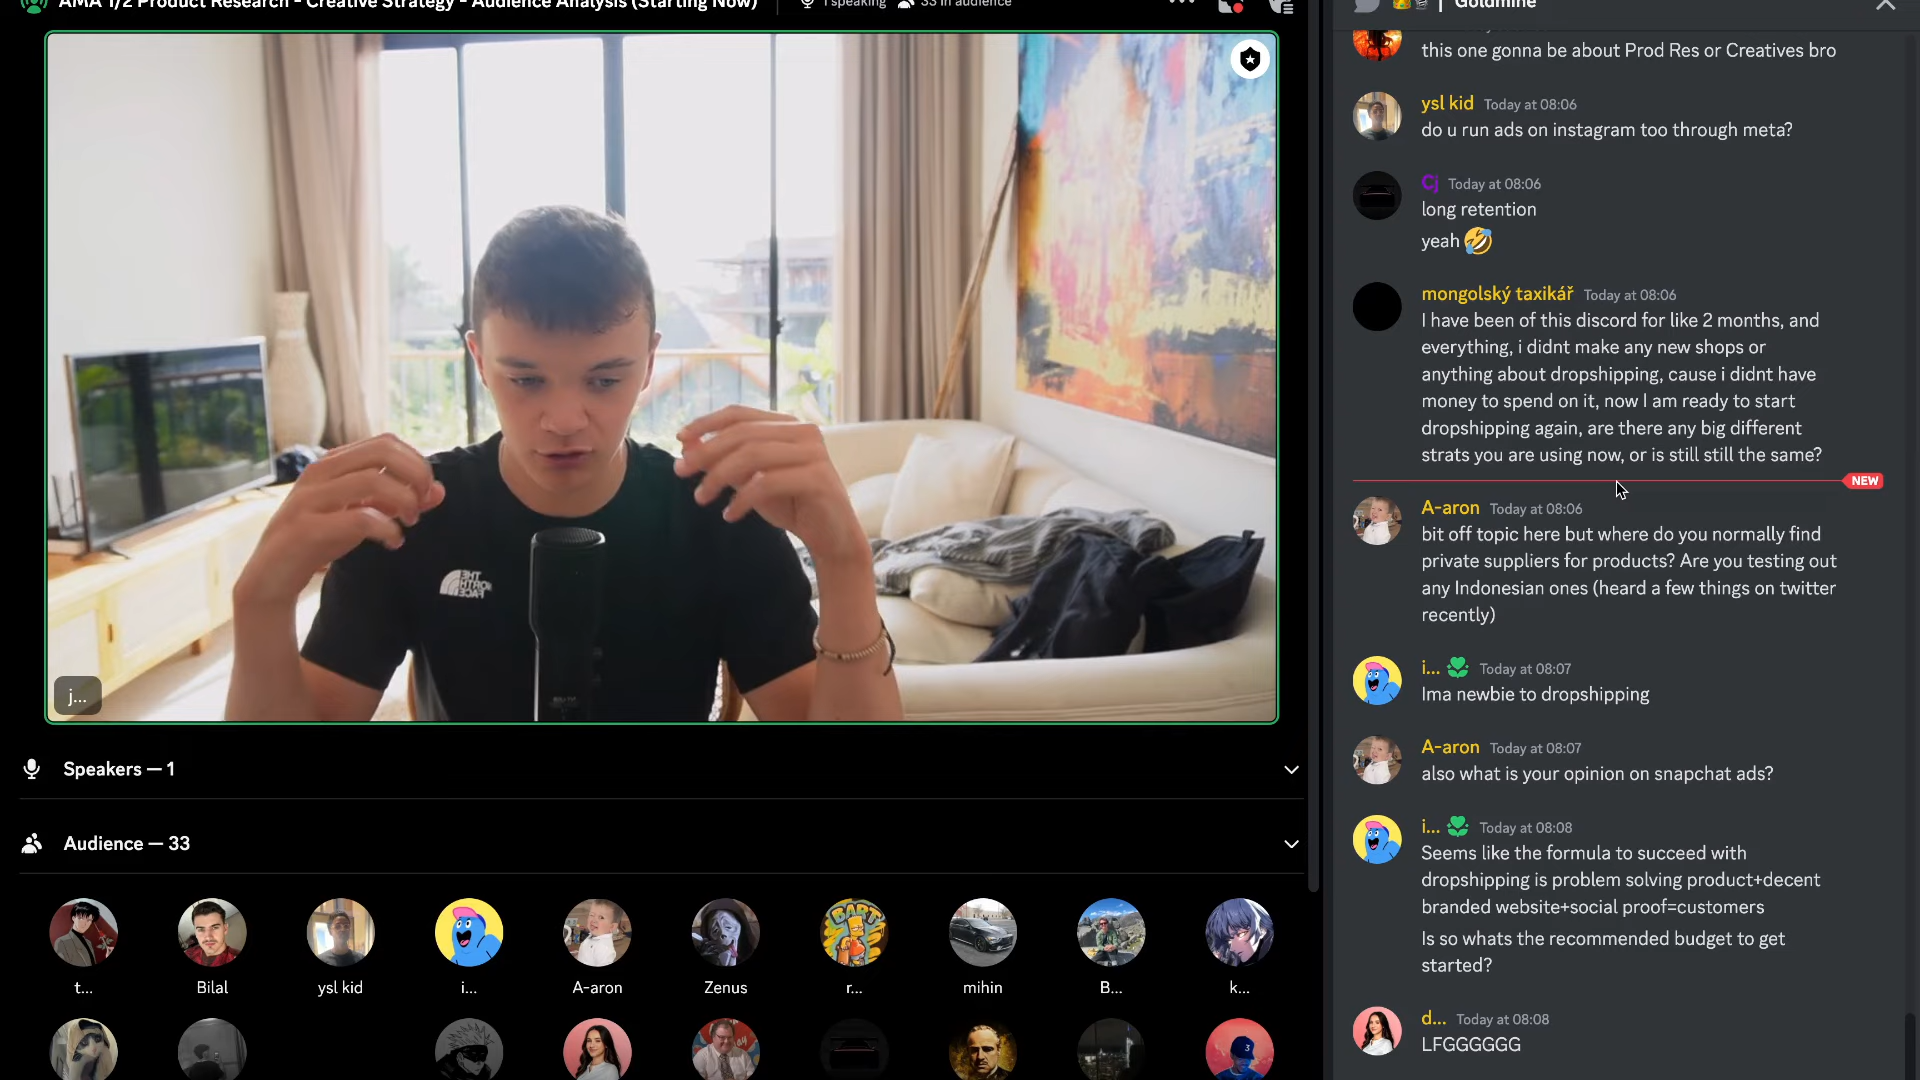 AMA 1/2 Product Research - Creative Strategy - Audience Analysis (Starting Now)
1 speaking
33 in audience
j...
THE NORTH FACE
Speakers — 1
Audience — 33
t...
Bilal
ysl kid
i...
A-aron
Zenus
r...
mihin
B...
k...
BART
| Goldmine
this one gonna be about Prod Res or Creatives bro
ysl kid Today at 08:06
do u run ads on instagram too through meta?
Cj Today at 08:06
long retention
yeah 🤣
mongolský taxikář Today at 08:06
I have been of this discord for like 2 months, and
everything, i didnt make any new shops or
anything about dropshipping, cause i didnt have
money to spend on it, now I am ready to start
dropshipping again, are there any big different
strats you are using now, or is still still the same?
NEW
A-aron Today at 08:06
bit off topic here but where do you normally find
private suppliers for products? Are you testing out
any Indonesian ones (heard a few things on twitter
recently)
i... Today at 08:07
Ima newbie to dropshipping
A-aron Today at 08:07
also what is your opinion on snapchat ads?
i... Today at 08:08
Seems like the formula to succeed with
dropshipping is problem solving product+decent
branded website+social proof=customers
Is so whats the recommended budget to get
started?
d... Today at 08:08
LFGGGGGG